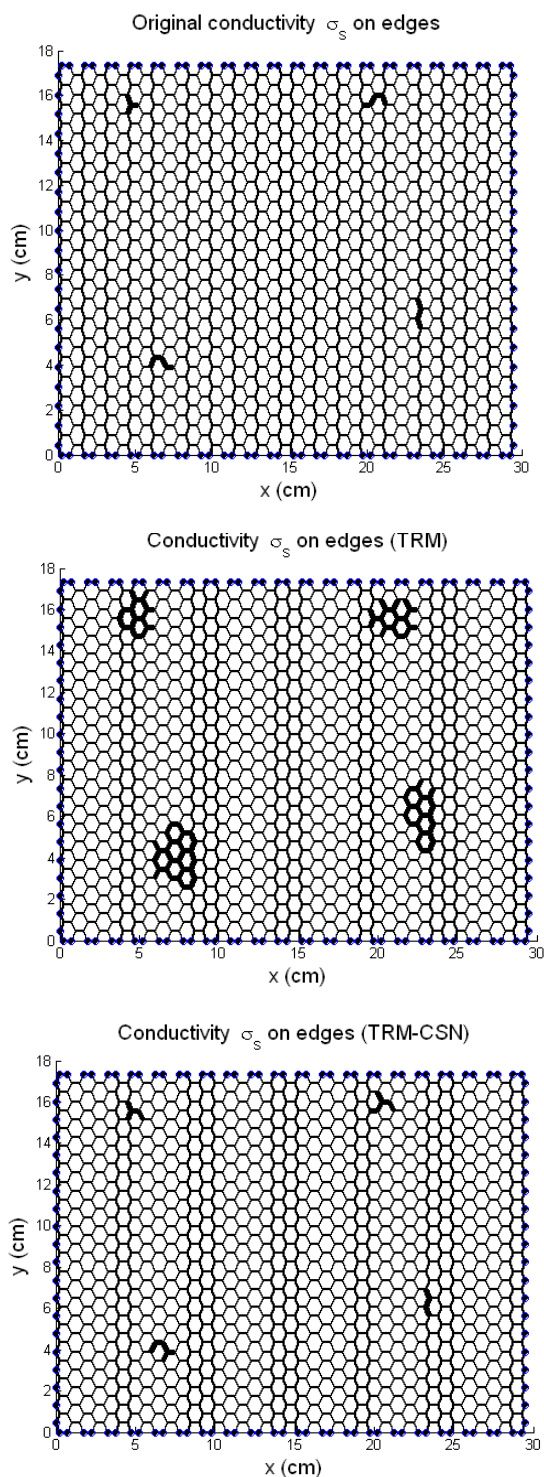 Original conductivity σs on edges
18
16
14
12
10
8
6
4
2
0
y (cm)
0 5 10 15 20 25 30
x (cm)
Conductivity σs on edges (TRM)
18
16
14
12
10
8
6
4
2
0
y (cm)
0 5 10 15 20 25 30
x (cm)
Conductivity σs on edges (TRM-CSN)
18
16
14
12
10
8
6
4
2
0
y (cm)
0 5 10 15 20 25 30
x (cm)